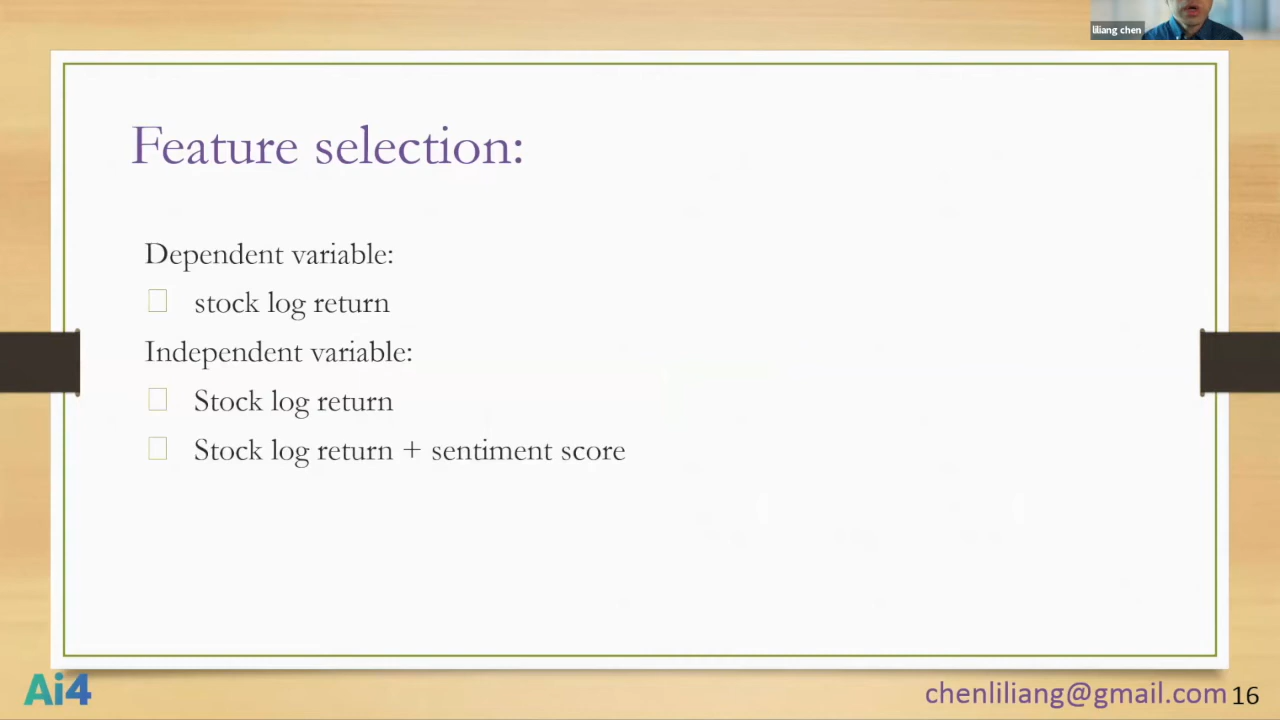 liliang chen
Feature selection:
Dependent variable:
stock log return
Independent variable:
Stock log return
Stock log return + sentiment score
Ai4
chenliliang@gmail.com 16